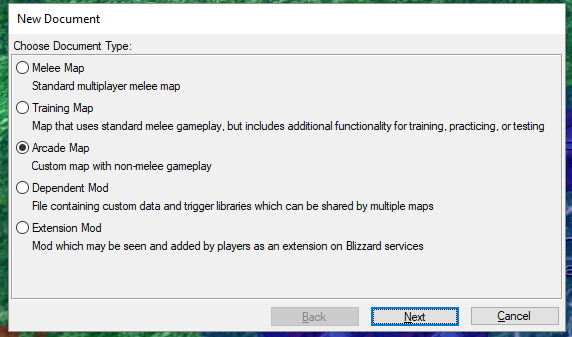 New Document
Choose Document Type:
Melee Map
Standard multiplayer melee map
Training Map
Map that uses standard melee gameplay, but includes additional functionality for training, practicing, or testing
Arcade Map
Custom map with non-melee gameplay
Dependent Mod
File containing custom data and trigger libraries which can be shared by multiple maps
Extension Mod
Mod which may be seen and added by players as an extension on Blizzard services
Back Next Cancel